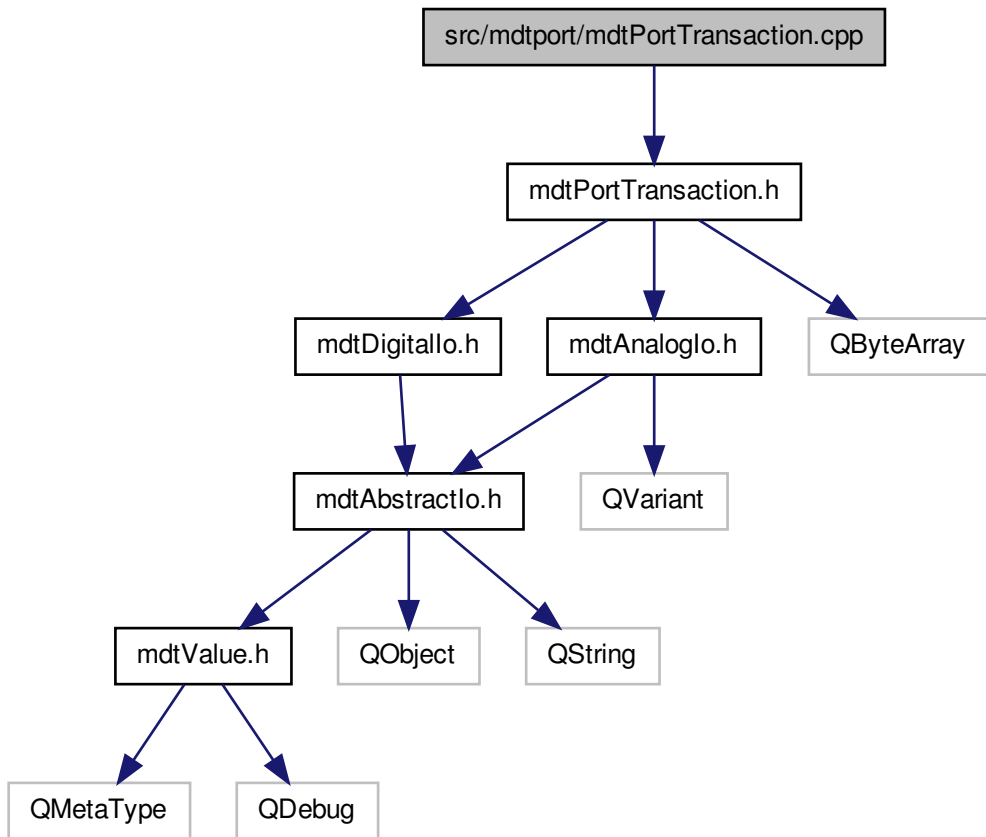 src/mdtport/mdtPortTransaction.cpp
mdtPortTransaction.h
mdtDigitalIo.h
mdtAnalogIo.h
QByteArray
mdtAbstractIo.h
QVariant
mdtValue.h
QObject
QString
QMetaType
QDebug